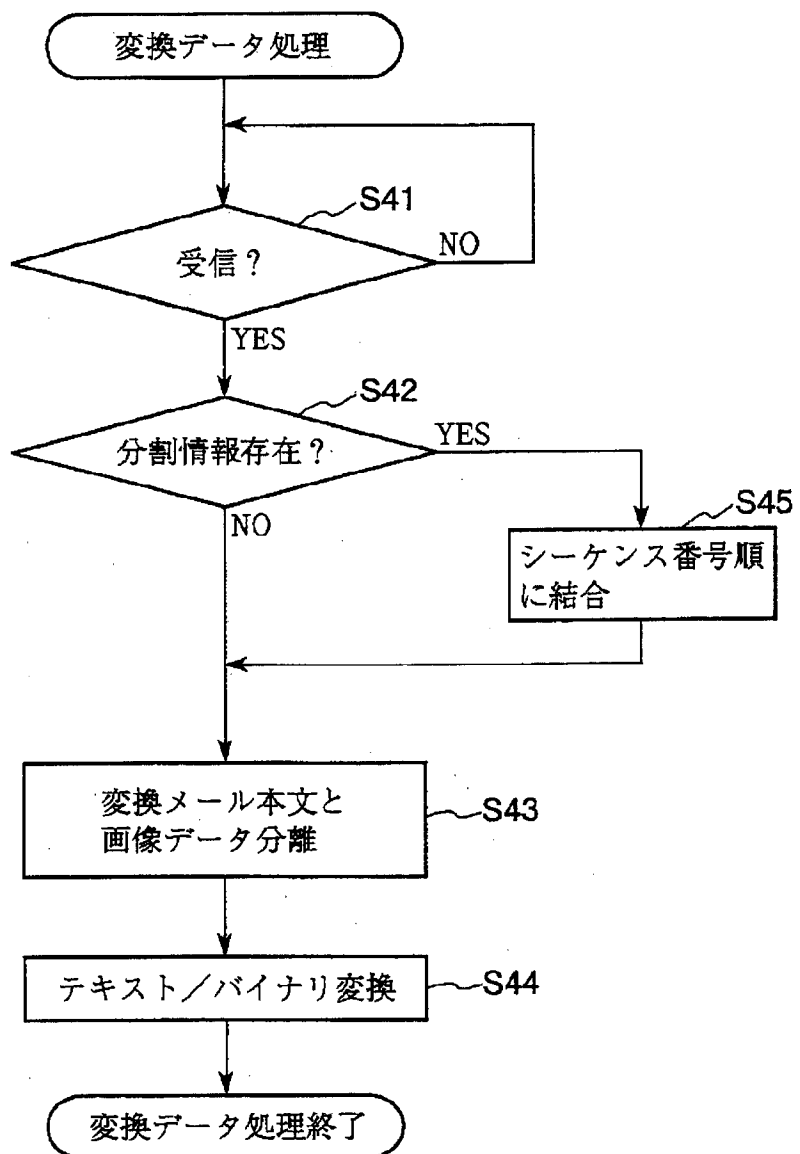 変換データ処理
S41
受信?
NO
YES
S42
分割情報存在?
YES
NO
S45
シーケンス番号順
に結合
変換メール本文と
画像データ分離
S43
テキスト/バイナリ変換
S44
変換データ処理終了